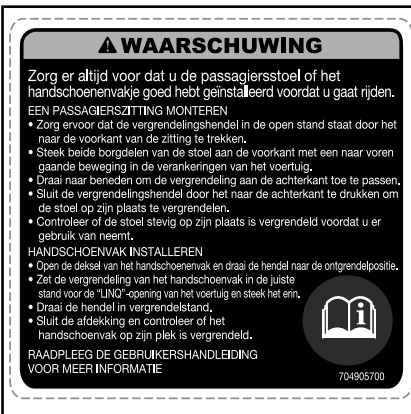 WAARSCHUWING
Zorg er altijd voor dat u de passagiersstoel of het
handschoenenvakje goed hebt geïnstalleerd voordat u gaat rijden.
EEN PASSAGIERSZITTING MONTEREN
• Zorg ervoor dat de vergrendelingshendel in de open stand staat door het
naar de voorkant van de zitting te trekken.
• Steek beide borgdelen van de stoel aan de voorkant met een naar voren
gaande beweging in de verankeringen van het voertuig.
• Draai naar beneden om de vergrendeling aan de achterkant toe te passen.
• Sluit de vergrendelingshendel door het naar de achterkant te drukken om
de stoel op zijn plaats te vergrendelen.
• Controleer of de stoel stevig op zijn plaats is vergrendeld voordat u er
gebruik van neemt.
HANDSCHOENVAK INSTALLEREN
• Open de deksel van het handschoenenvak en draai de hendel naar de ontgrendelpositie.
• Zet de vergrendeling van het handschoenvak in de juiste
stand voor de "LINQ"-opening van het voertuig en steek het erin.
• Draai de hendel in vergrendelstand.
• Sluit de afdekking en controleer of het
handschoenvak op zijn plek is vergrendeld.
RAADPLEEG DE GEBRUIKERSHANDLEIDING
VOOR MEER INFORMATIE
704905700